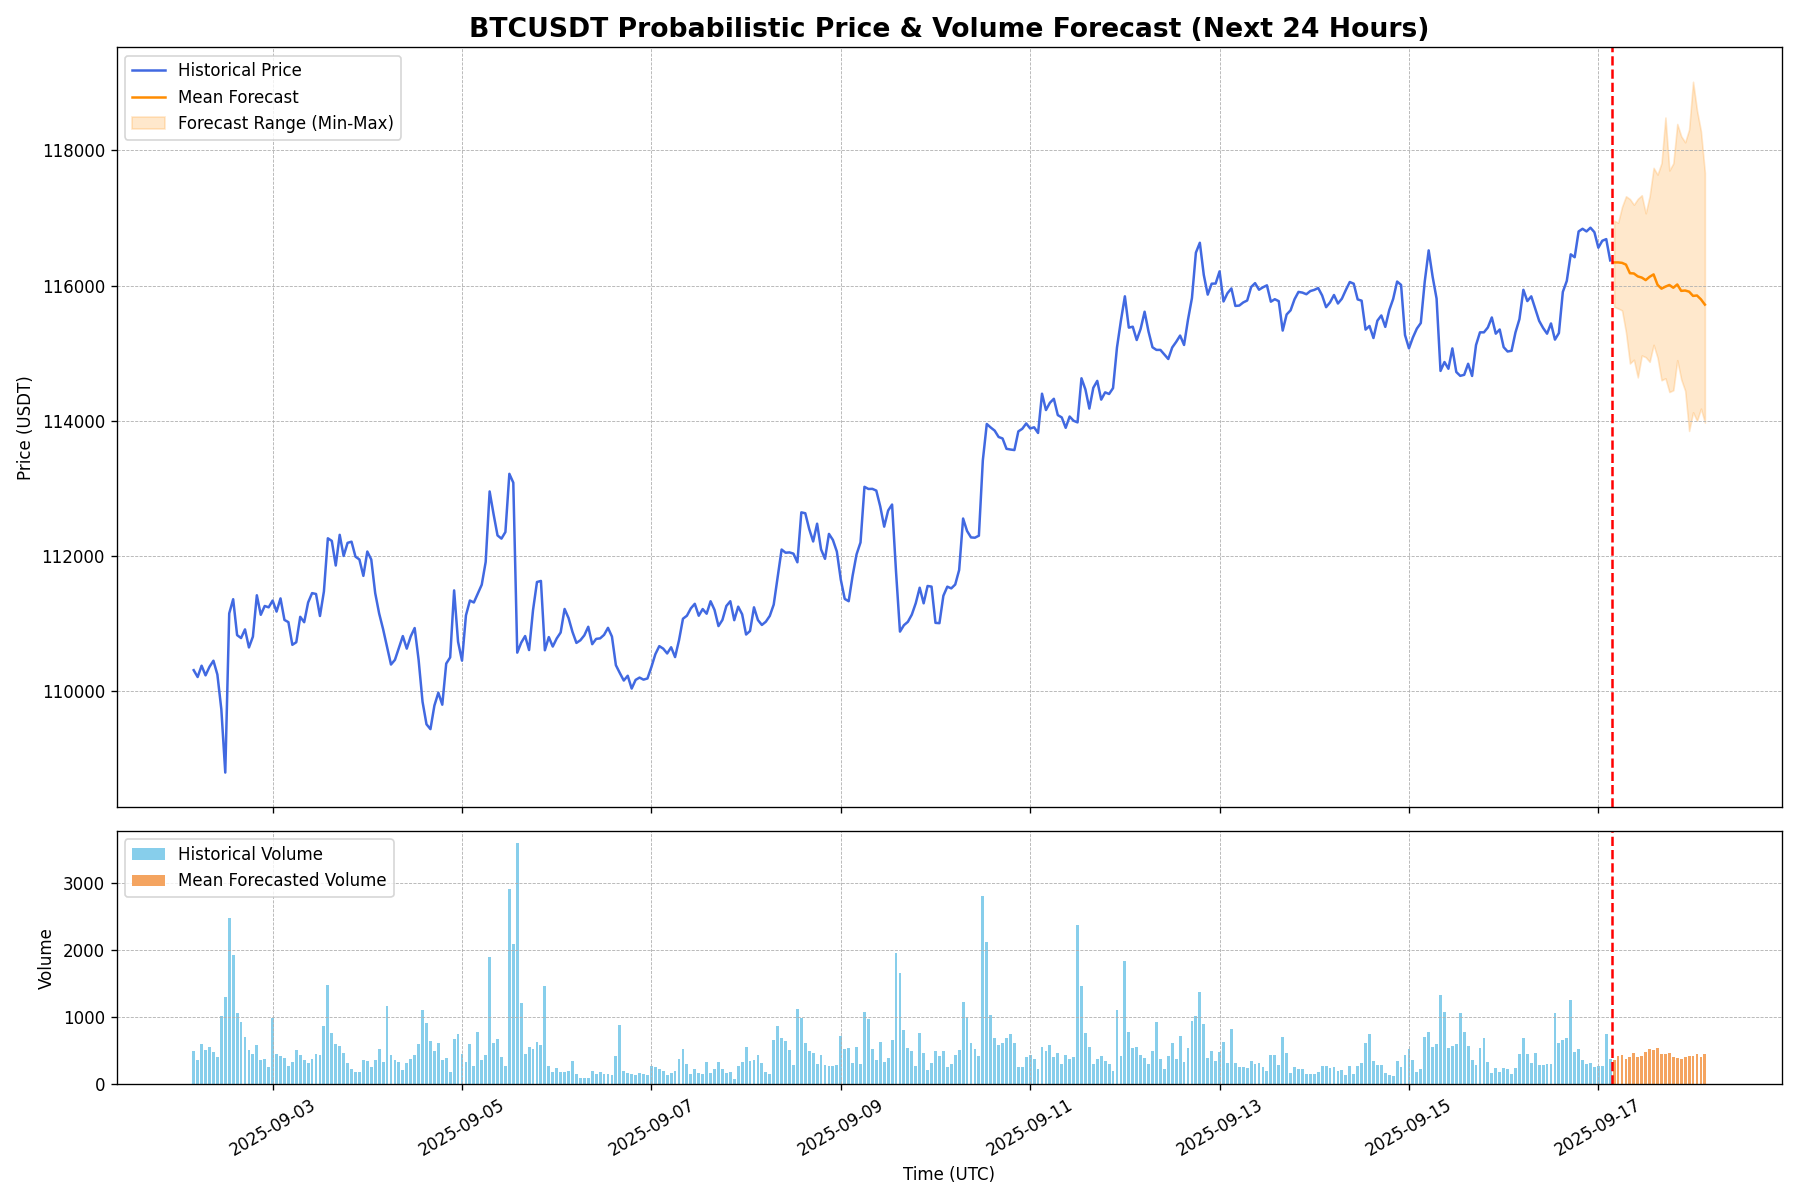 BTCUSDT Probabilistic Price & Volume Forecast (Next 24 Hours)
Historical Price
Mean Forecast
Forecast Range (Min-Max)
118000
116000
114000
112000
110000
Price (USDT)
Historical Volume
Mean Forecasted Volume
3000
2000
1000
0
Volume
2025-09-03
2025-09-05
2025-09-07
2025-09-09
2025-09-11
2025-09-13
2025-09-15
2025-09-17
Time (UTC)